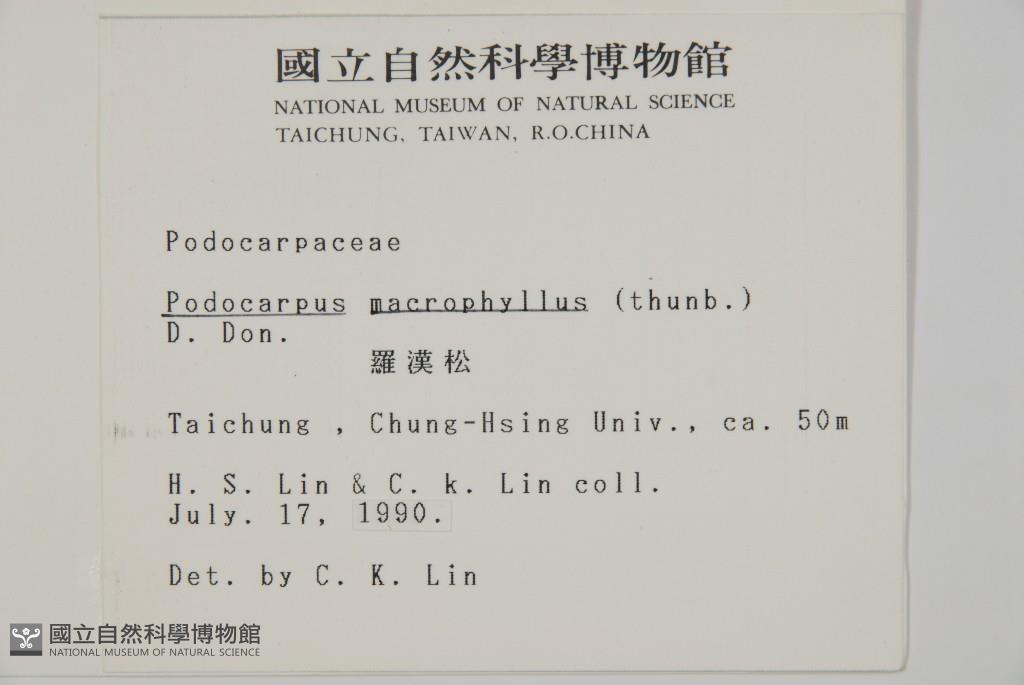 國立自然科學博物館
NATIONAL MUSEUM OF NATURAL SCIENCE
TAICHUNG, TAIWAN, R.O.CHINA
Podocarpaceae
Podocarpus macrophyllus (thunb.)
D. Don.
羅漢松
Taichung , Chung-Hsing Univ., ca. 50m
H. S. Lin & C. k. Lin coll.
July. 17, 1990.
Det. by C. K. Lin
國立自然科學博物館
NATIONAL MUSEUM OF NATURAL SCIENCE